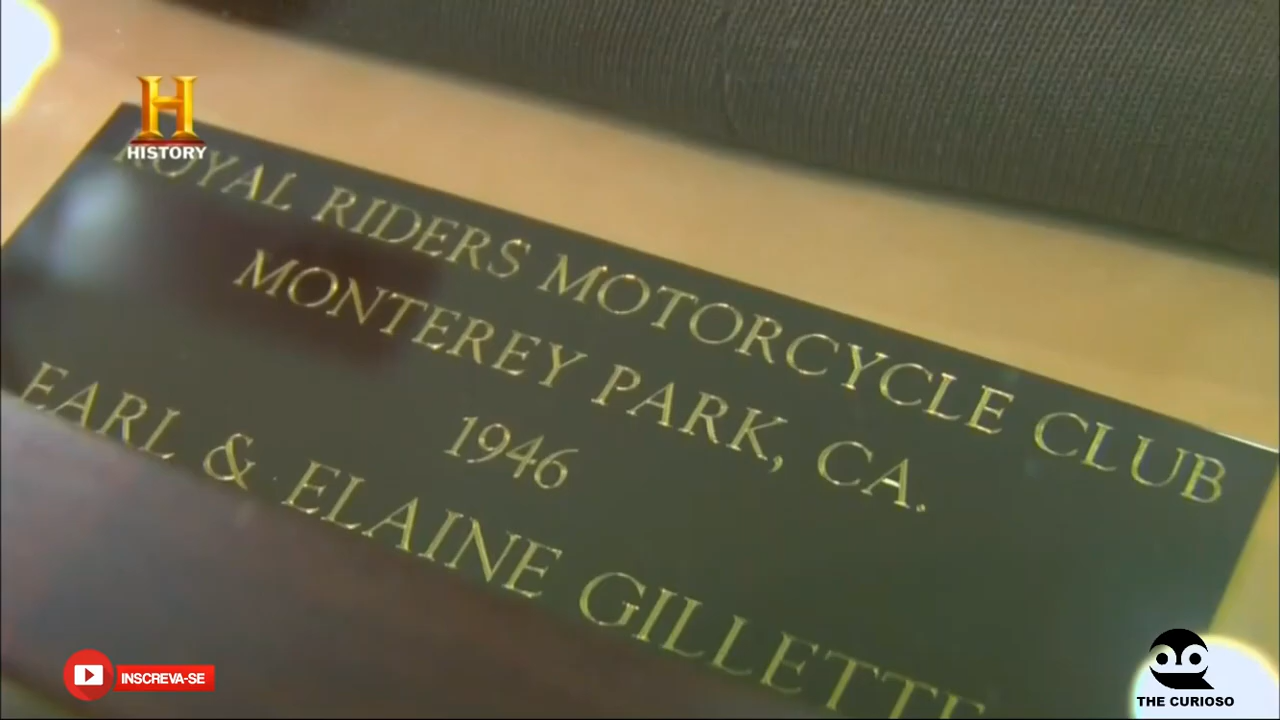 HISTORY
ROYAL RIDERS MOTORCYCLE CLUB
MONTEREY PARK, CA.
1946
EARL & ELAINE GILLETTE
INSCREVA-SE
THE CURIOSO